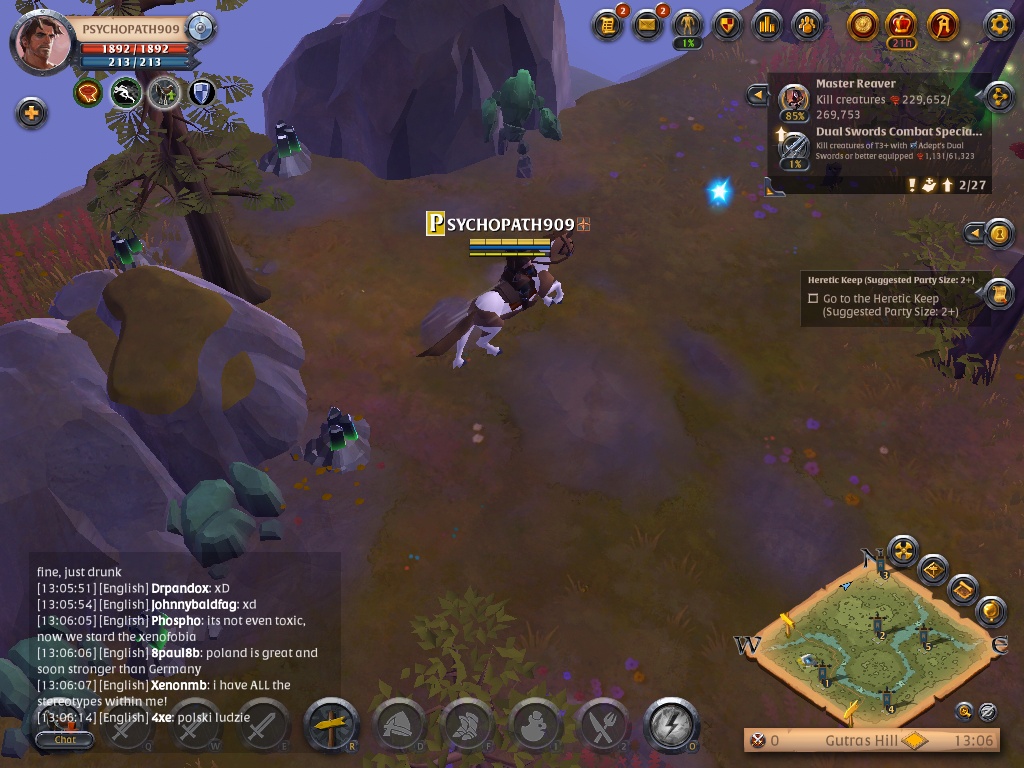 PSYCHOPATH909
1892 / 1892
213 / 213
2
2
1%
21h
Master Reaver
Kill creatures 229,652/
269,753
85%
Dual Swords Combat Specia...
Kill creatures of T3+ with Adept's Dual
Swords or better equipped 1,131/61,323
1%
2/27
PSYCHOPATH909
Heretic Keep (Suggested Party Size: 2+)
Go to the Heretic Keep
(Suggested Party Size: 2+)
fine, just drunk
[13:05:51] [English] Drpandox: xD
[13:05:54] [English] johnnybaldfag: xd
[13:06:05] [English] Phospho: its not even toxic,
now we stard the xenofobia
[13:06:06] [English] 8paul8b: poland is great and
soon stronger than Germany
[13:06:07] [English] Xenonmb: i have ALL the
stereotypes within me!
[13:06:14] [English] 4xe: polski ludzie
Chat
Q
W
E
R
D
F
1
2
O
N
W
E
3
2
5
1
4
0
Gutras Hill
13:06